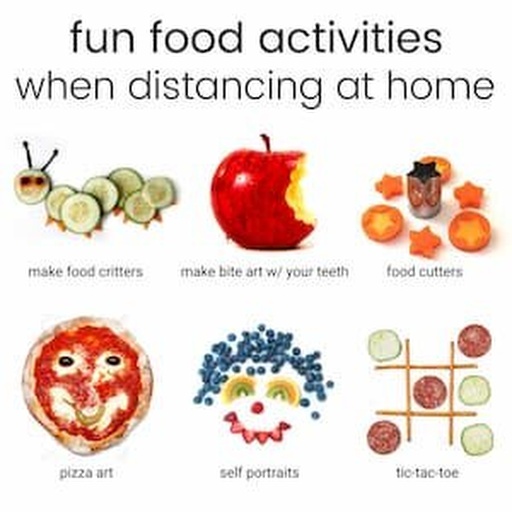 fun food activities
when distancing at home
make food critters
make bite art w/ your teeth
food cutters
pizza art
self portraits
tic-tac-toe